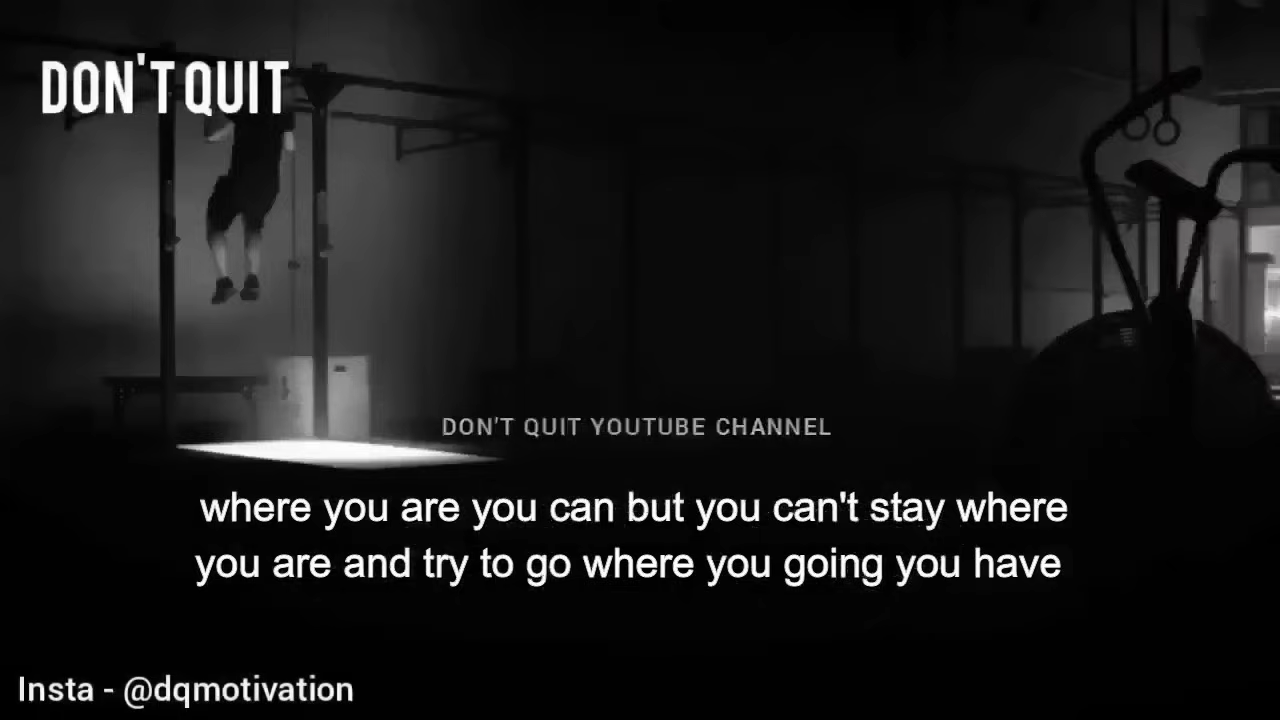 DON'T QUIT
DON'T QUIT YOUTUBE CHANNEL
where you are you can but you can't stay where
you are and try to go where you going you have
Insta - @dqmotivation